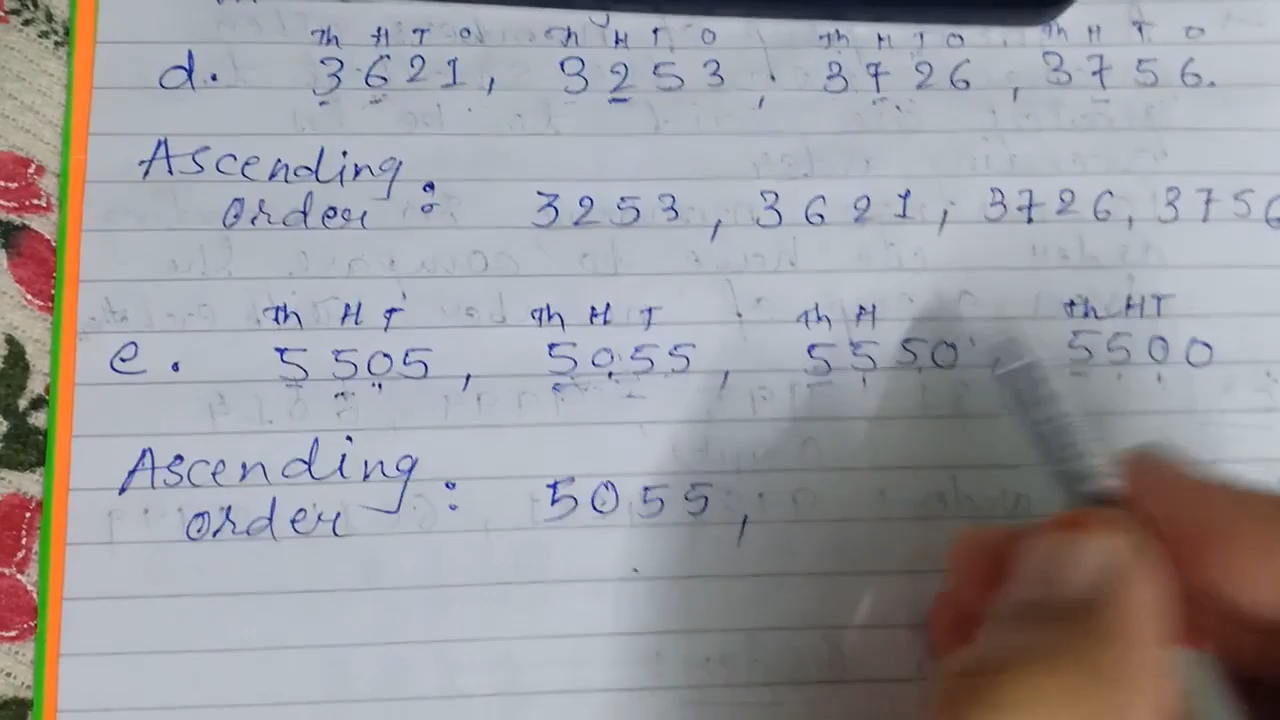 Th H T O Th H T O Th H T O Th H T O
d. 3621, 3253, 3726, 3756.
Ascending
order : 3253, 3621, 3726, 3756
Th H T Th H T Th H Th H T
e. 5505, 5055, 5550, 5500
Ascending
order : 5055,